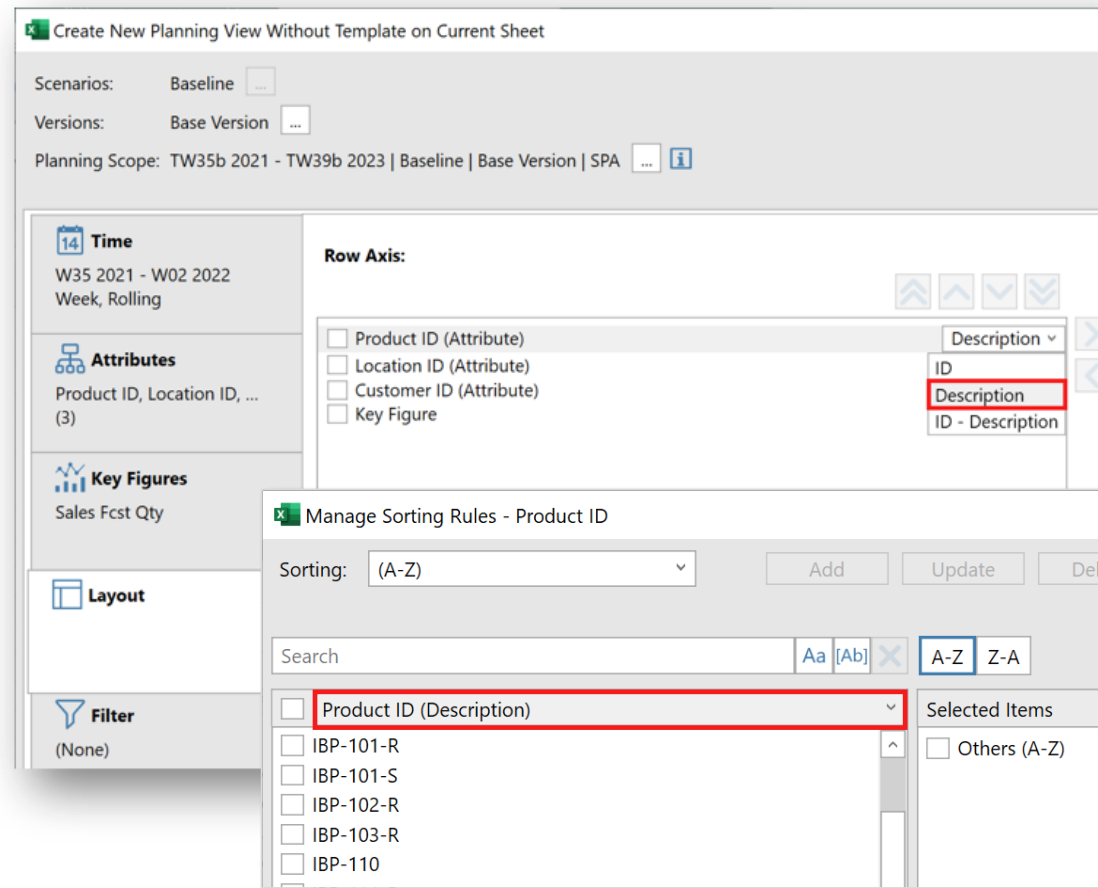 Create New Planning View Without Template on Current Sheet
Scenarios: Baseline ...
Versions: Base Version ...
Planning Scope: TW35b 2021 - TW39b 2023 | Baseline | Base Version | SPA ...
14 Time
W35 2021 - W02 2022
Week, Rolling
Attributes
Product ID, Location ID, ...
(3)
Key Figures
Sales Fcst Qty
Layout
Filter
(None)
Row Axis:
Product ID (Attribute) Description
Location ID (Attribute)
Customer ID (Attribute)
Key Figure
ID
Description
ID - Description
Manage Sorting Rules - Product ID
Sorting: (A-Z) Add Update
Search Aa [Ab] A-Z Z-A
Product ID (Description)
IBP-101-R
IBP-101-S
IBP-102-R
IBP-103-R
IBP-110
Selected Items
Others (A-Z)